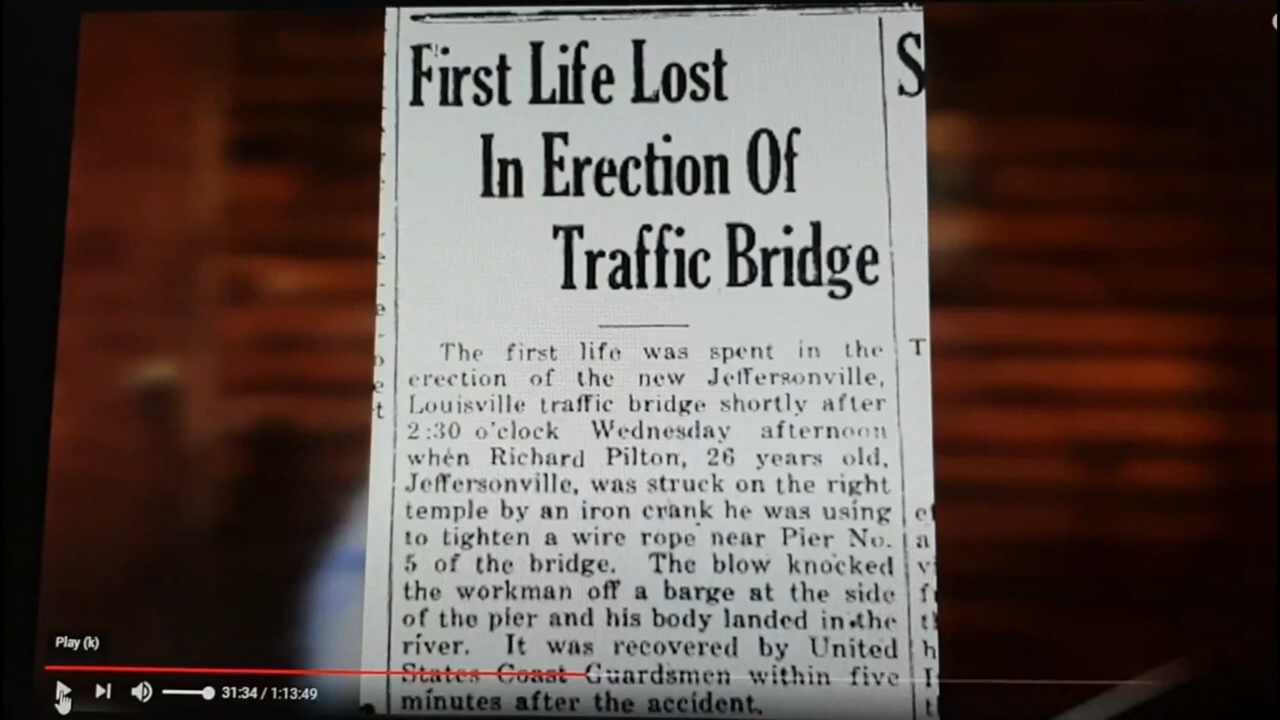 First Life Lost
In Erection Of
Traffic Bridge
The first life was spent in the
erection of the new Jeffersonville,
Louisville traffic bridge shortly after
2:30 o'clock Wednesday afternoon
when Richard Pilton, 26 years old,
Jeffersonville, was struck on the right
temple by an iron crank he was using
to tighten a wire rope near Pier No.
5 of the bridge. The blow knocked
the workman off a barge at the side
of the pier and his body landed in the
river. It was recovered by United
States Coast Guardsmen within five
minutes after the accident.
S
T
Play (k)
31:34 / 1:13:49